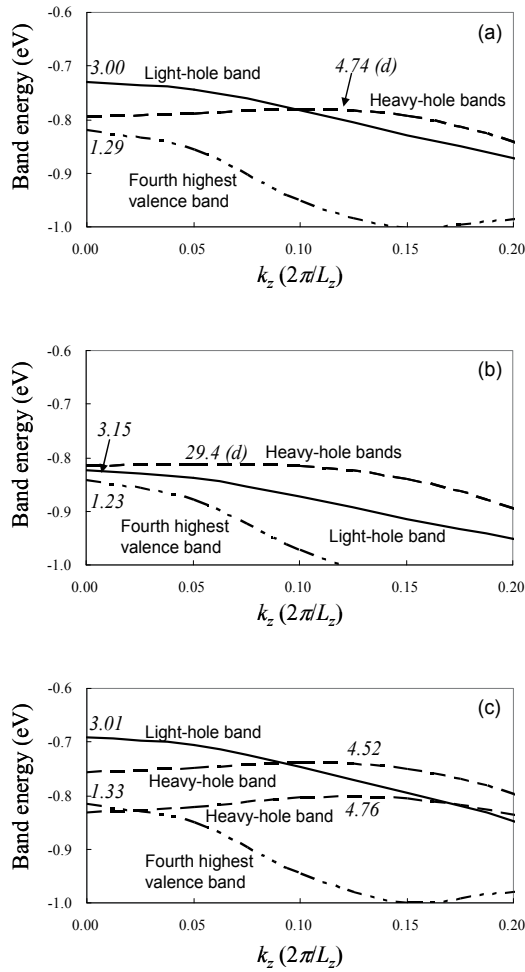 (a)
-0.6
-0.7
-0.8
-0.9
-1.0
Band energy (eV)
3.00
Light-hole band
4.74 (d)
Heavy-hole bands
1.29
Fourth highest
valence band
0.00 0.05 0.10 0.15 0.20
kz (2π/Lz)
(b)
-0.6
-0.7
-0.8
-0.9
-1.0
Band energy (eV)
3.15
29.4 (d)
Heavy-hole bands
1.23
Fourth highest
valence band
Light-hole band
0.00 0.05 0.10 0.15 0.20
kz (2π/Lz)
(c)
-0.6
-0.7
-0.8
-0.9
-1.0
Band energy (eV)
3.01
Light-hole band
4.52
Heavy-hole band
1.33
Heavy-hole band
4.76
Fourth highest
valence band
0.00 0.05 0.10 0.15 0.20
kz (2π/Lz)